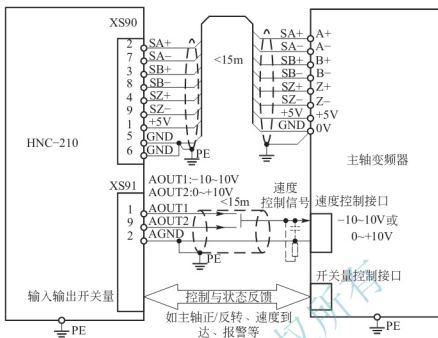 XS90
2 SA+
7 SA−
3 SB+
8 SB−
4 SZ+
9 SZ−
1 +5V
5 GND
6 GND
PE
<15m
SA+ A+
SA− A−
SB+ B+
SB− B−
SZ+ Z+
SZ− Z−
+5V +5V
GND 0V
PE
HNC-210
主轴变频器
XS91
AOUT1:−10~10V
AOUT2:0~+10V
1 AOUT1
9 AOUT2
2 AGND
<15m
PE
速度
控制信号
速度控制接口
−10~10V或
0~+10V
开关量控制接口
输入输出开关量
控制与状态反馈
如主轴正/反转、速度到
达、报警等
PE
PE
权所有